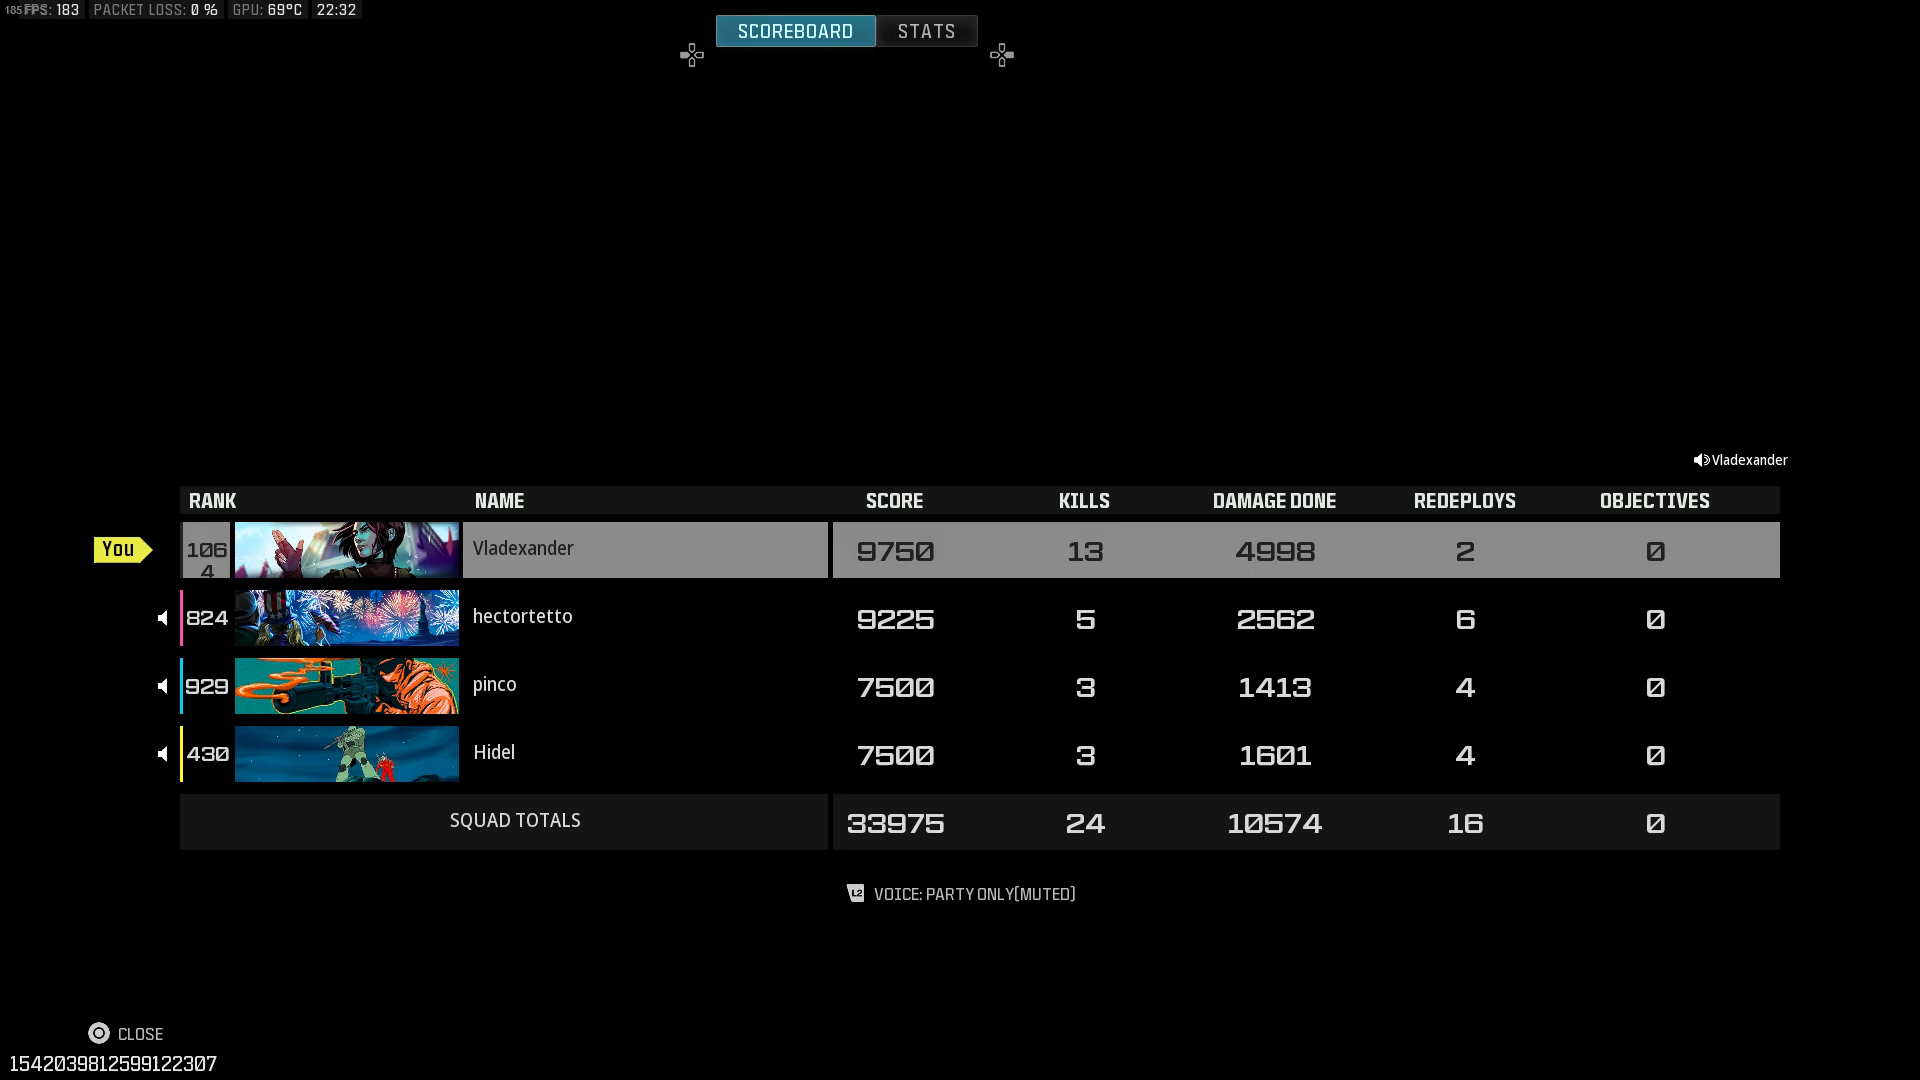 185 FPS: 183 PACKET LOSS: 0 % GPU: 69°C 22:32
SCOREBOARD STATS
Vladexander
RANK NAME SCORE KILLS DAMAGE DONE REDEPLOYS OBJECTIVES
You 1064 Vladexander 9750 13 4998 2 0
824 hectortetto 9225 5 2562 6 0
929 pinco 7500 3 1413 4 0
430 Hidel 7500 3 1601 4 0
SQUAD TOTALS 33975 24 10574 16 0
L2 VOICE: PARTY ONLY[MUTED]
CLOSE
1542039812599122307